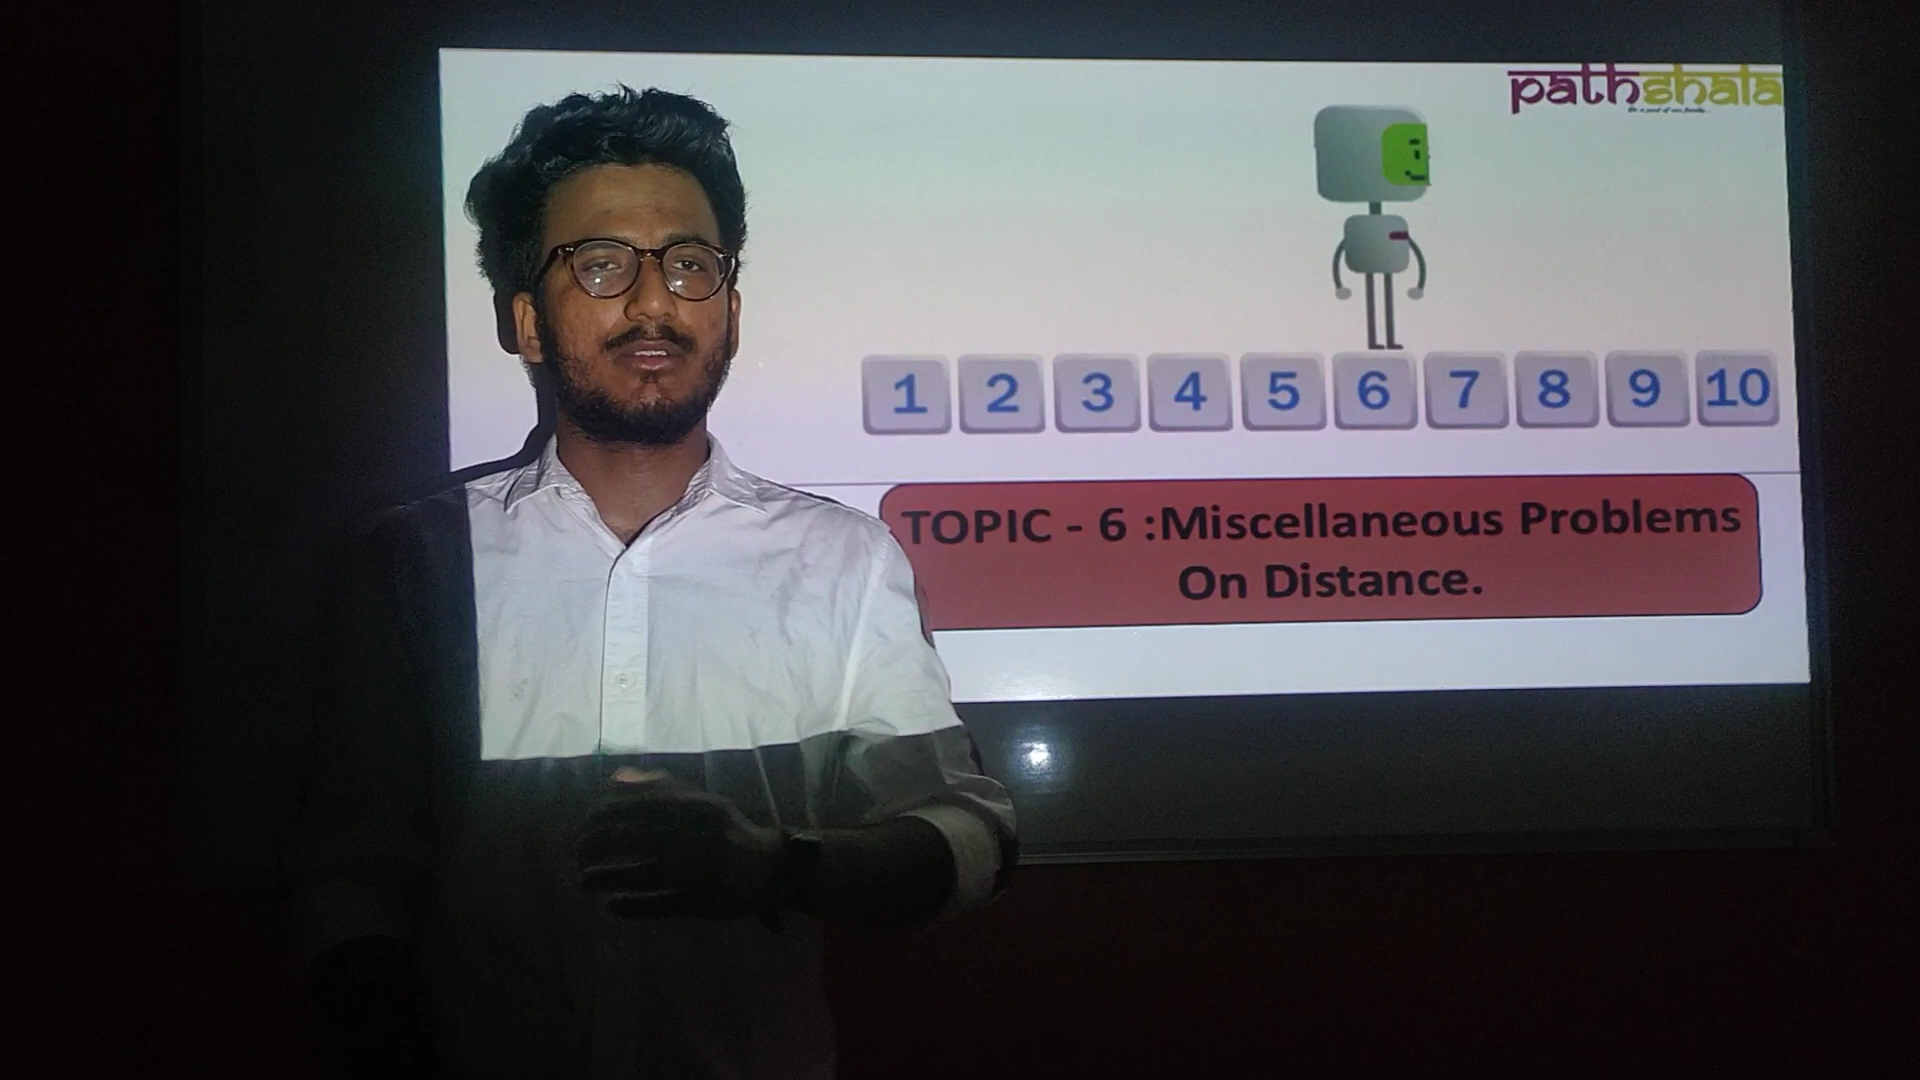 pathshala
1 2 3 4 5 6 7 8 9 10
TOPIC - 6 :Miscellaneous Problems
On Distance.